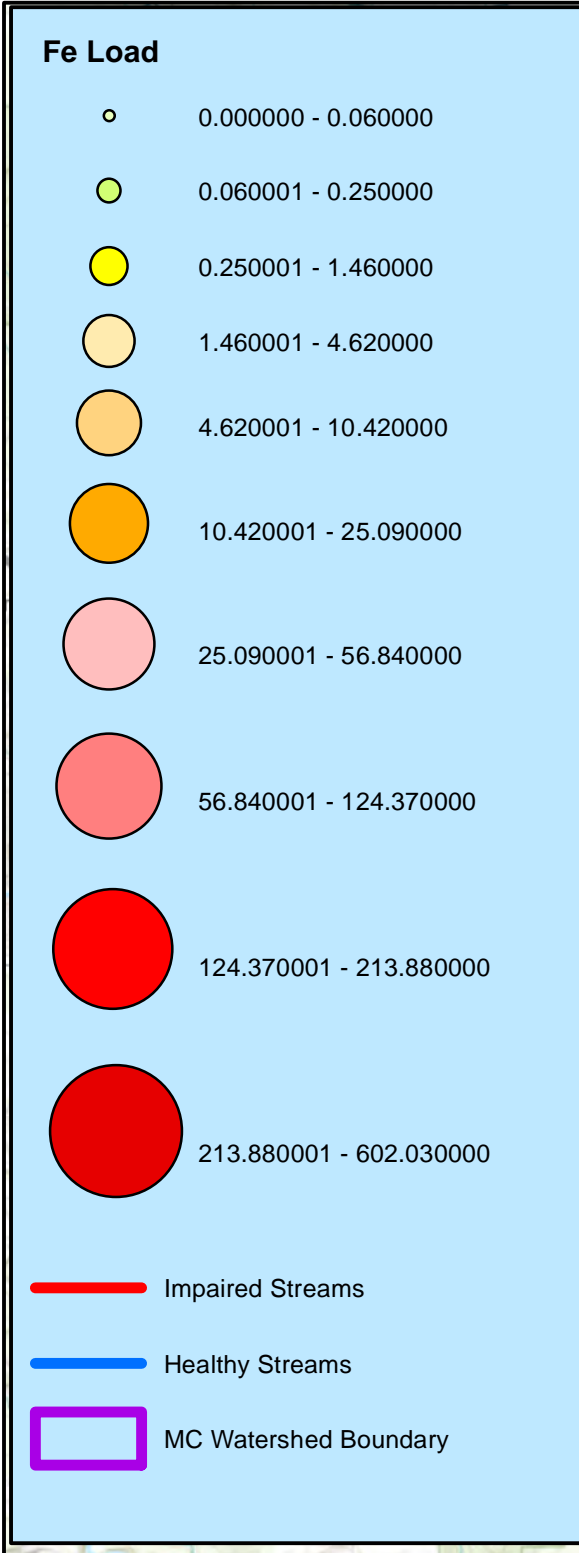 Fe Load
0.000000 - 0.060000
0.060001 - 0.250000
0.250001 - 1.460000
1.460001 - 4.620000
4.620001 - 10.420000
10.420001 - 25.090000
25.090001 - 56.840000
56.840001 - 124.370000
124.370001 - 213.880000
213.880001 - 602.030000
Impaired Streams
Healthy Streams
MC Watershed Boundary